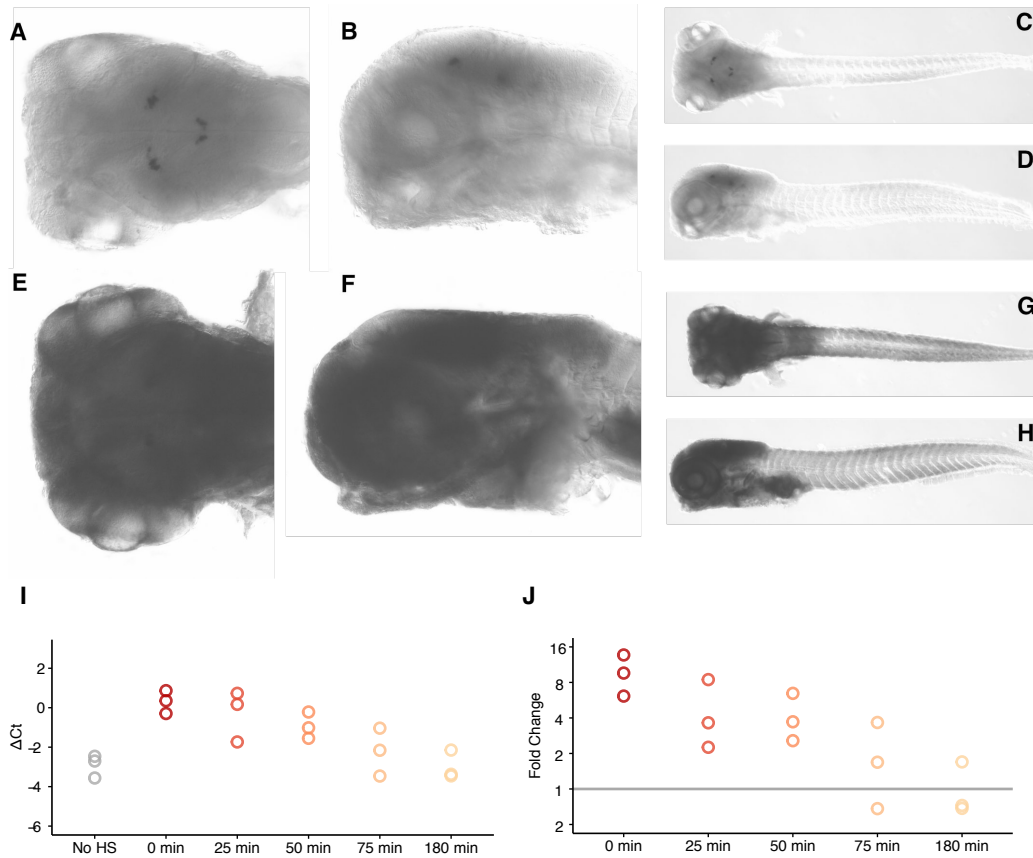 A
B
C
D
E
F
G
H
I
J
ΔCt
2
0
-2
-4
-6
No HS 0 min 25 min 50 min 75 min 180 min
Fold Change
16
8
4
2
1
2
0 min 25 min 50 min 75 min 180 min